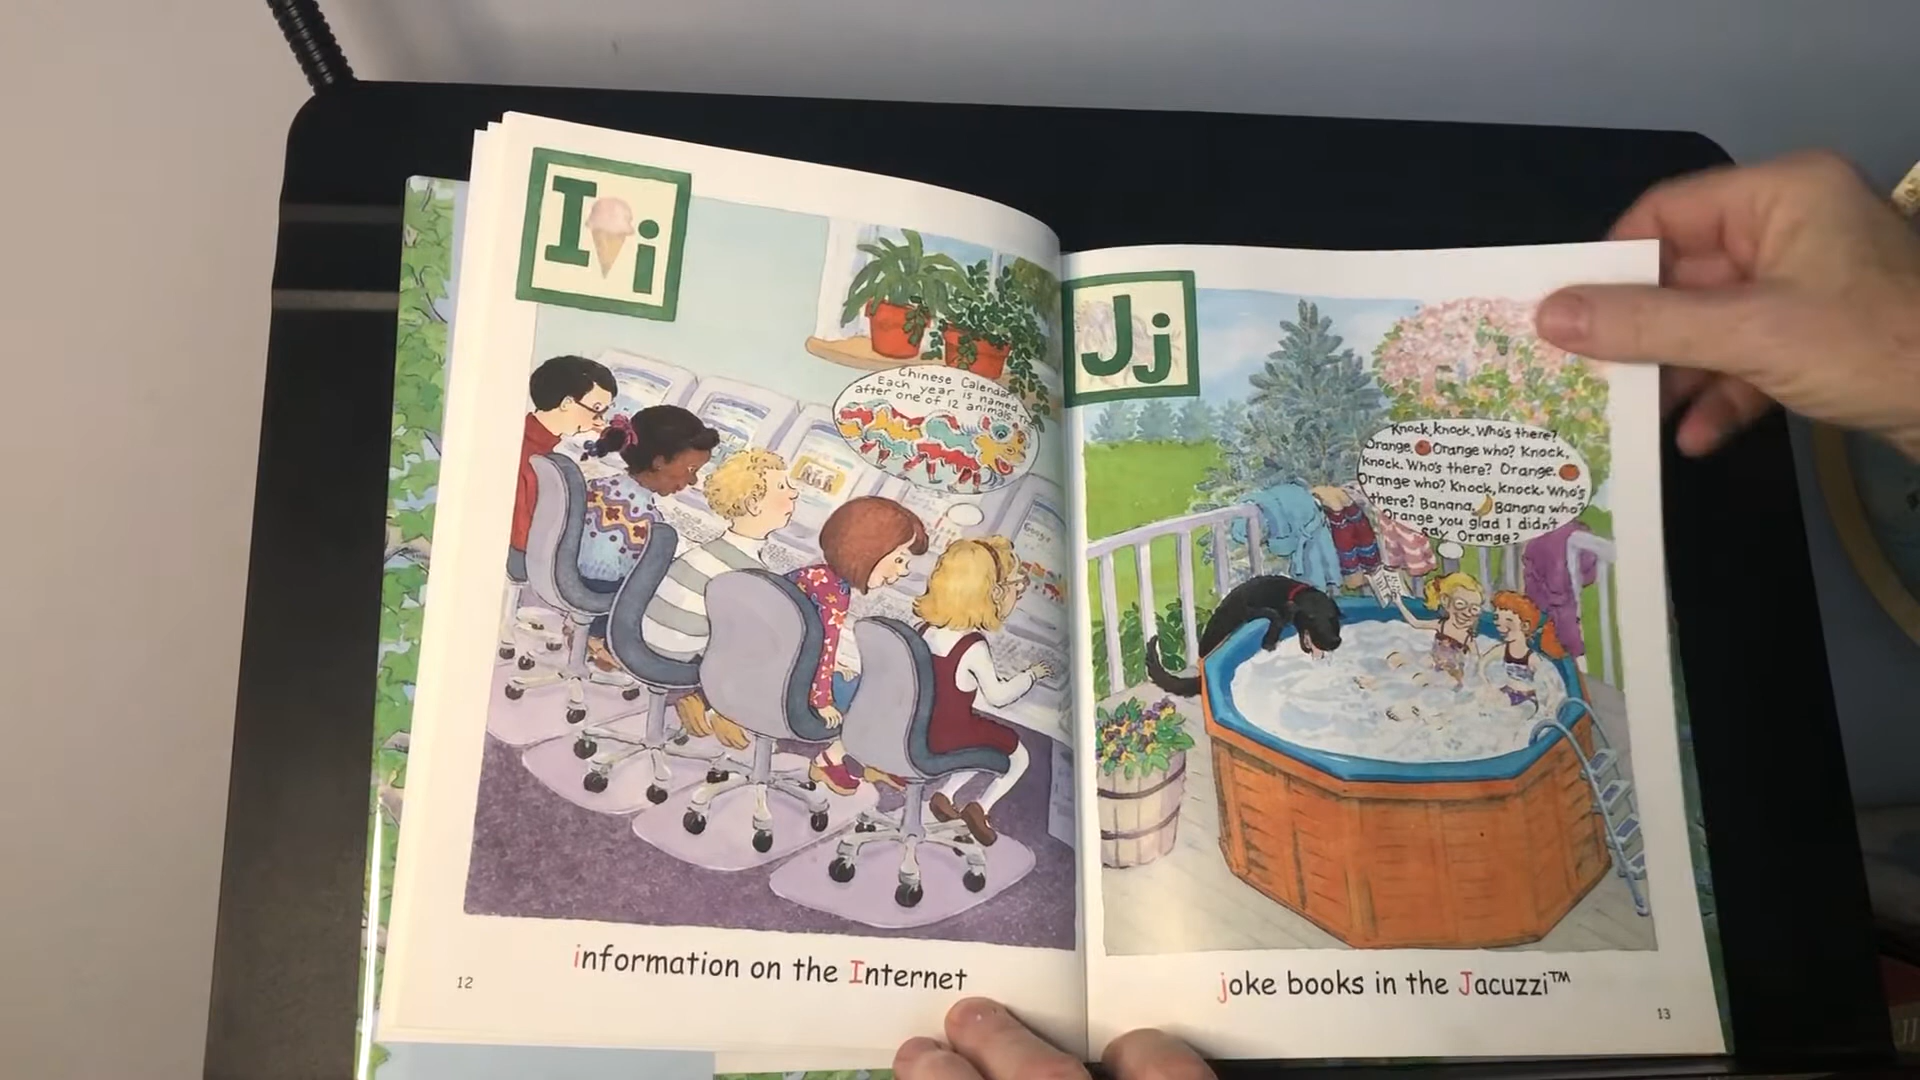 I i
Chinese Calendar.
Each year is named
after one of 12 animals. The
information on the Internet
12
Jj
Knock, knock. Who's there?
Orange. Orange who? Knock,
Knock. Who's there? Orange.
Orange who? Knock, knock. Who's
there? Banana. Banana who?
Orange you glad I didn't
say Orange?
joke books in the Jacuzzi™
13